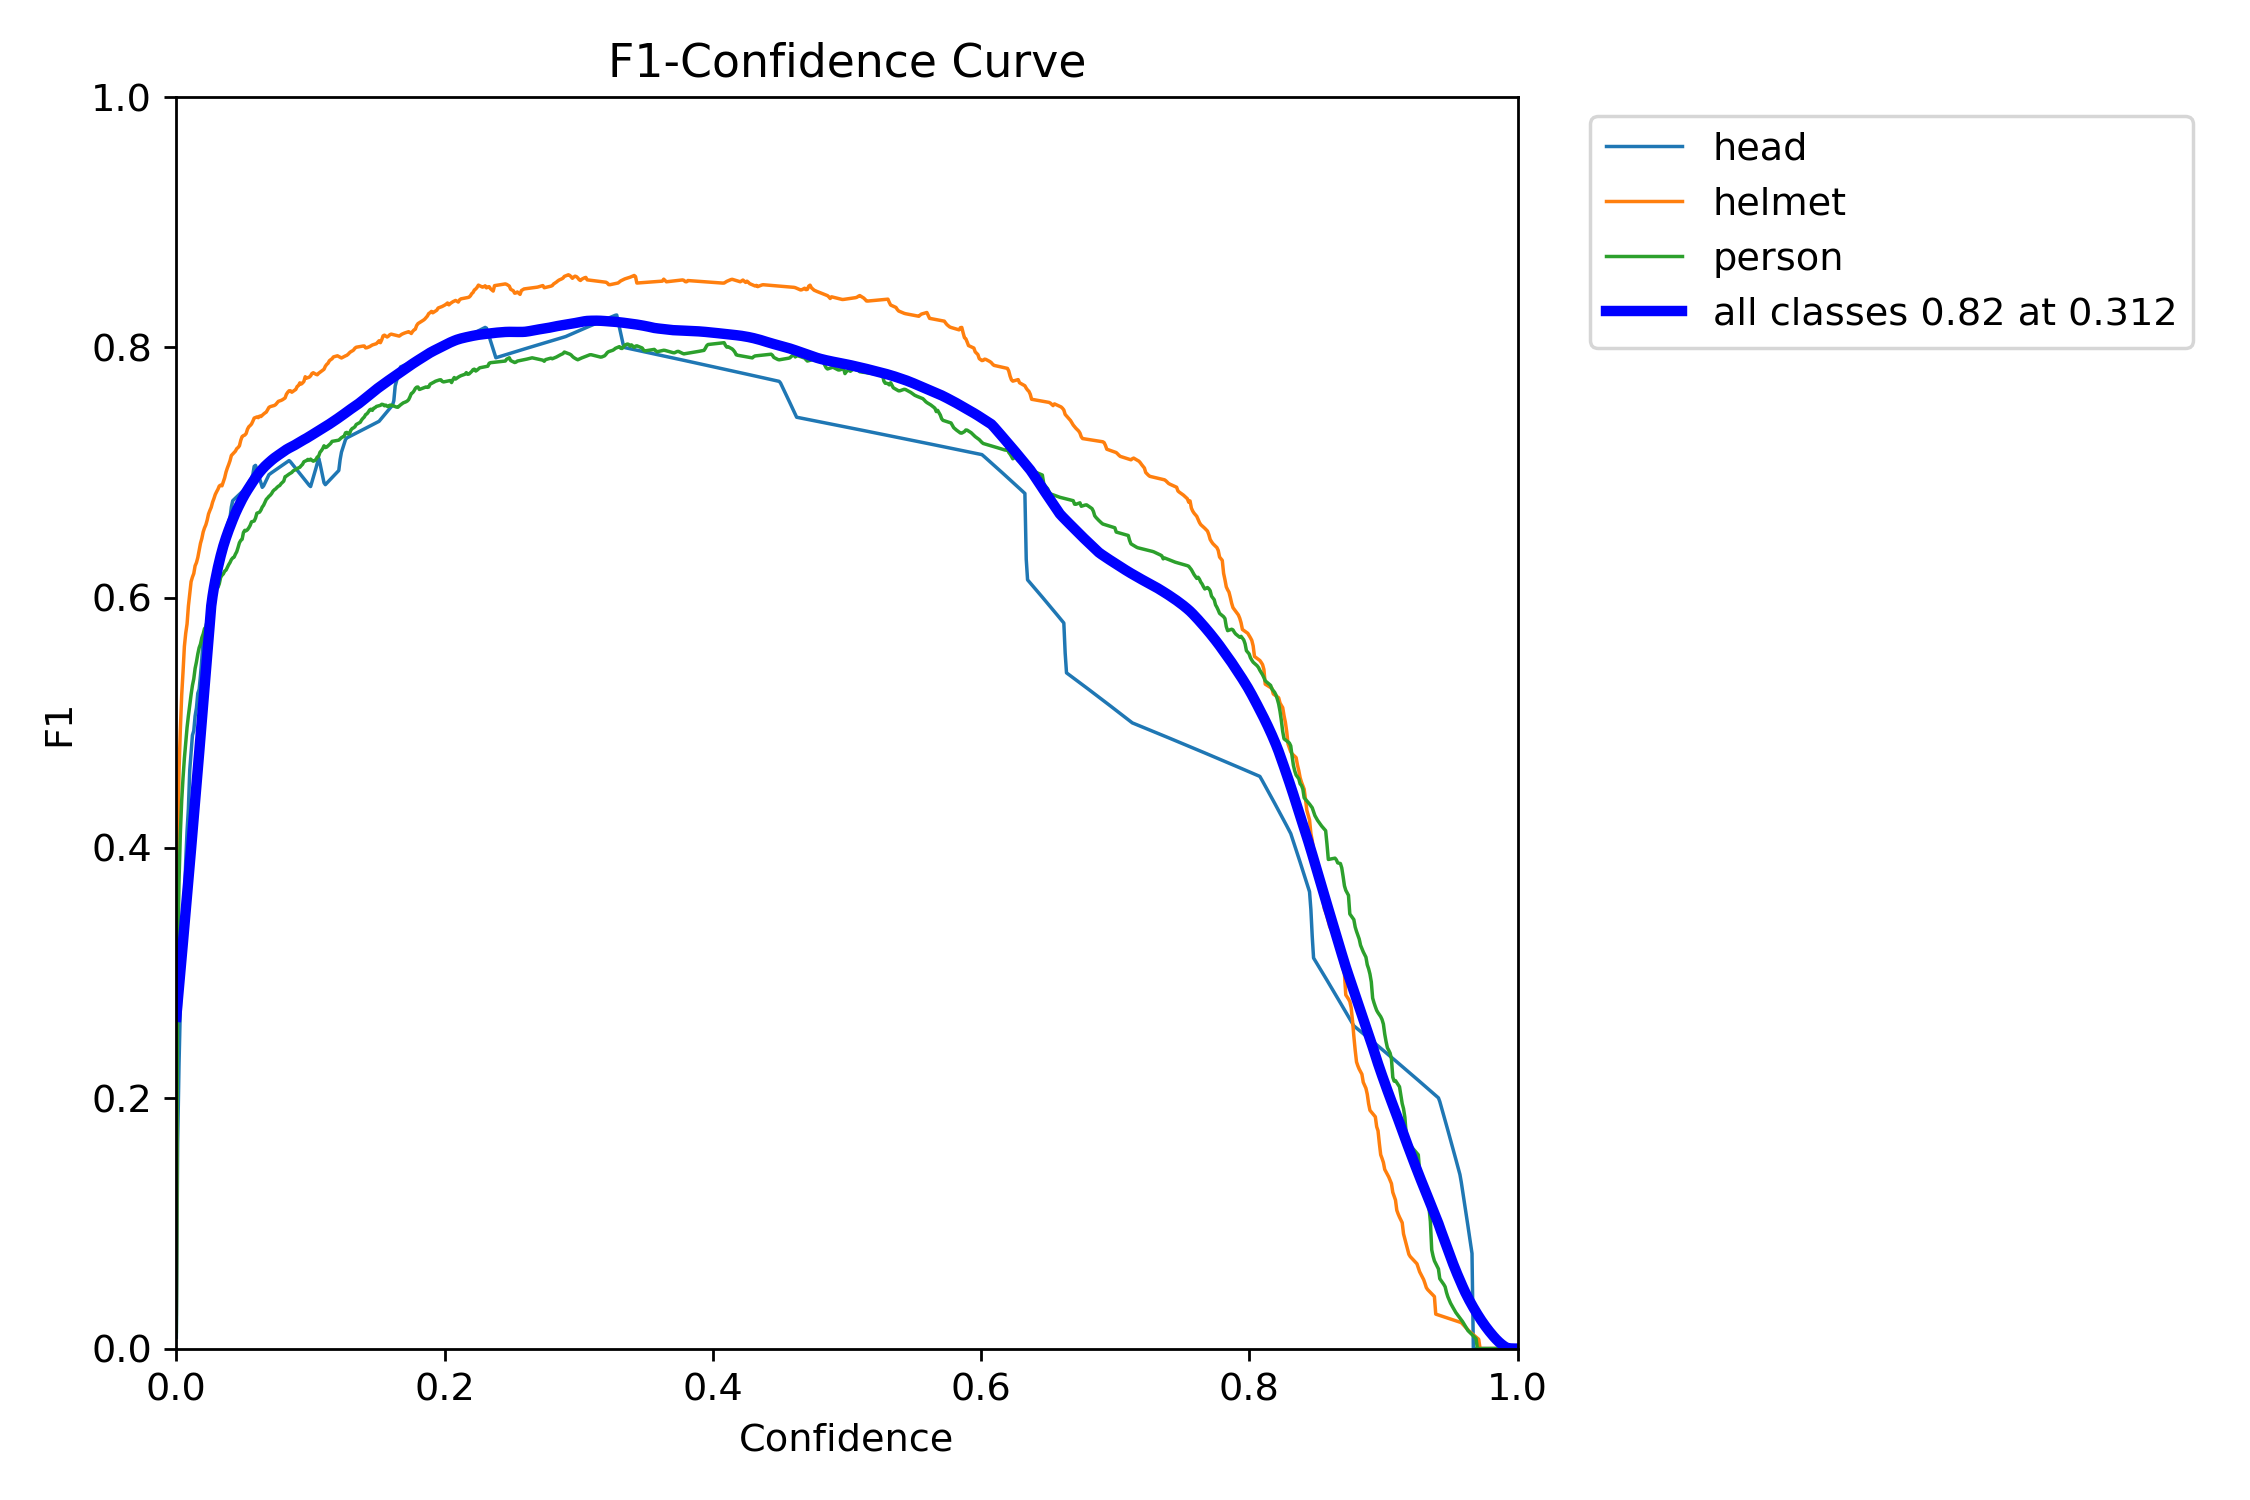 F1-Confidence Curve
1.0
0.8
0.6
0.4
0.2
0.0
F1
0.0 0.2 0.4 0.6 0.8 1.0
Confidence
head
helmet
person
all classes 0.82 at 0.312